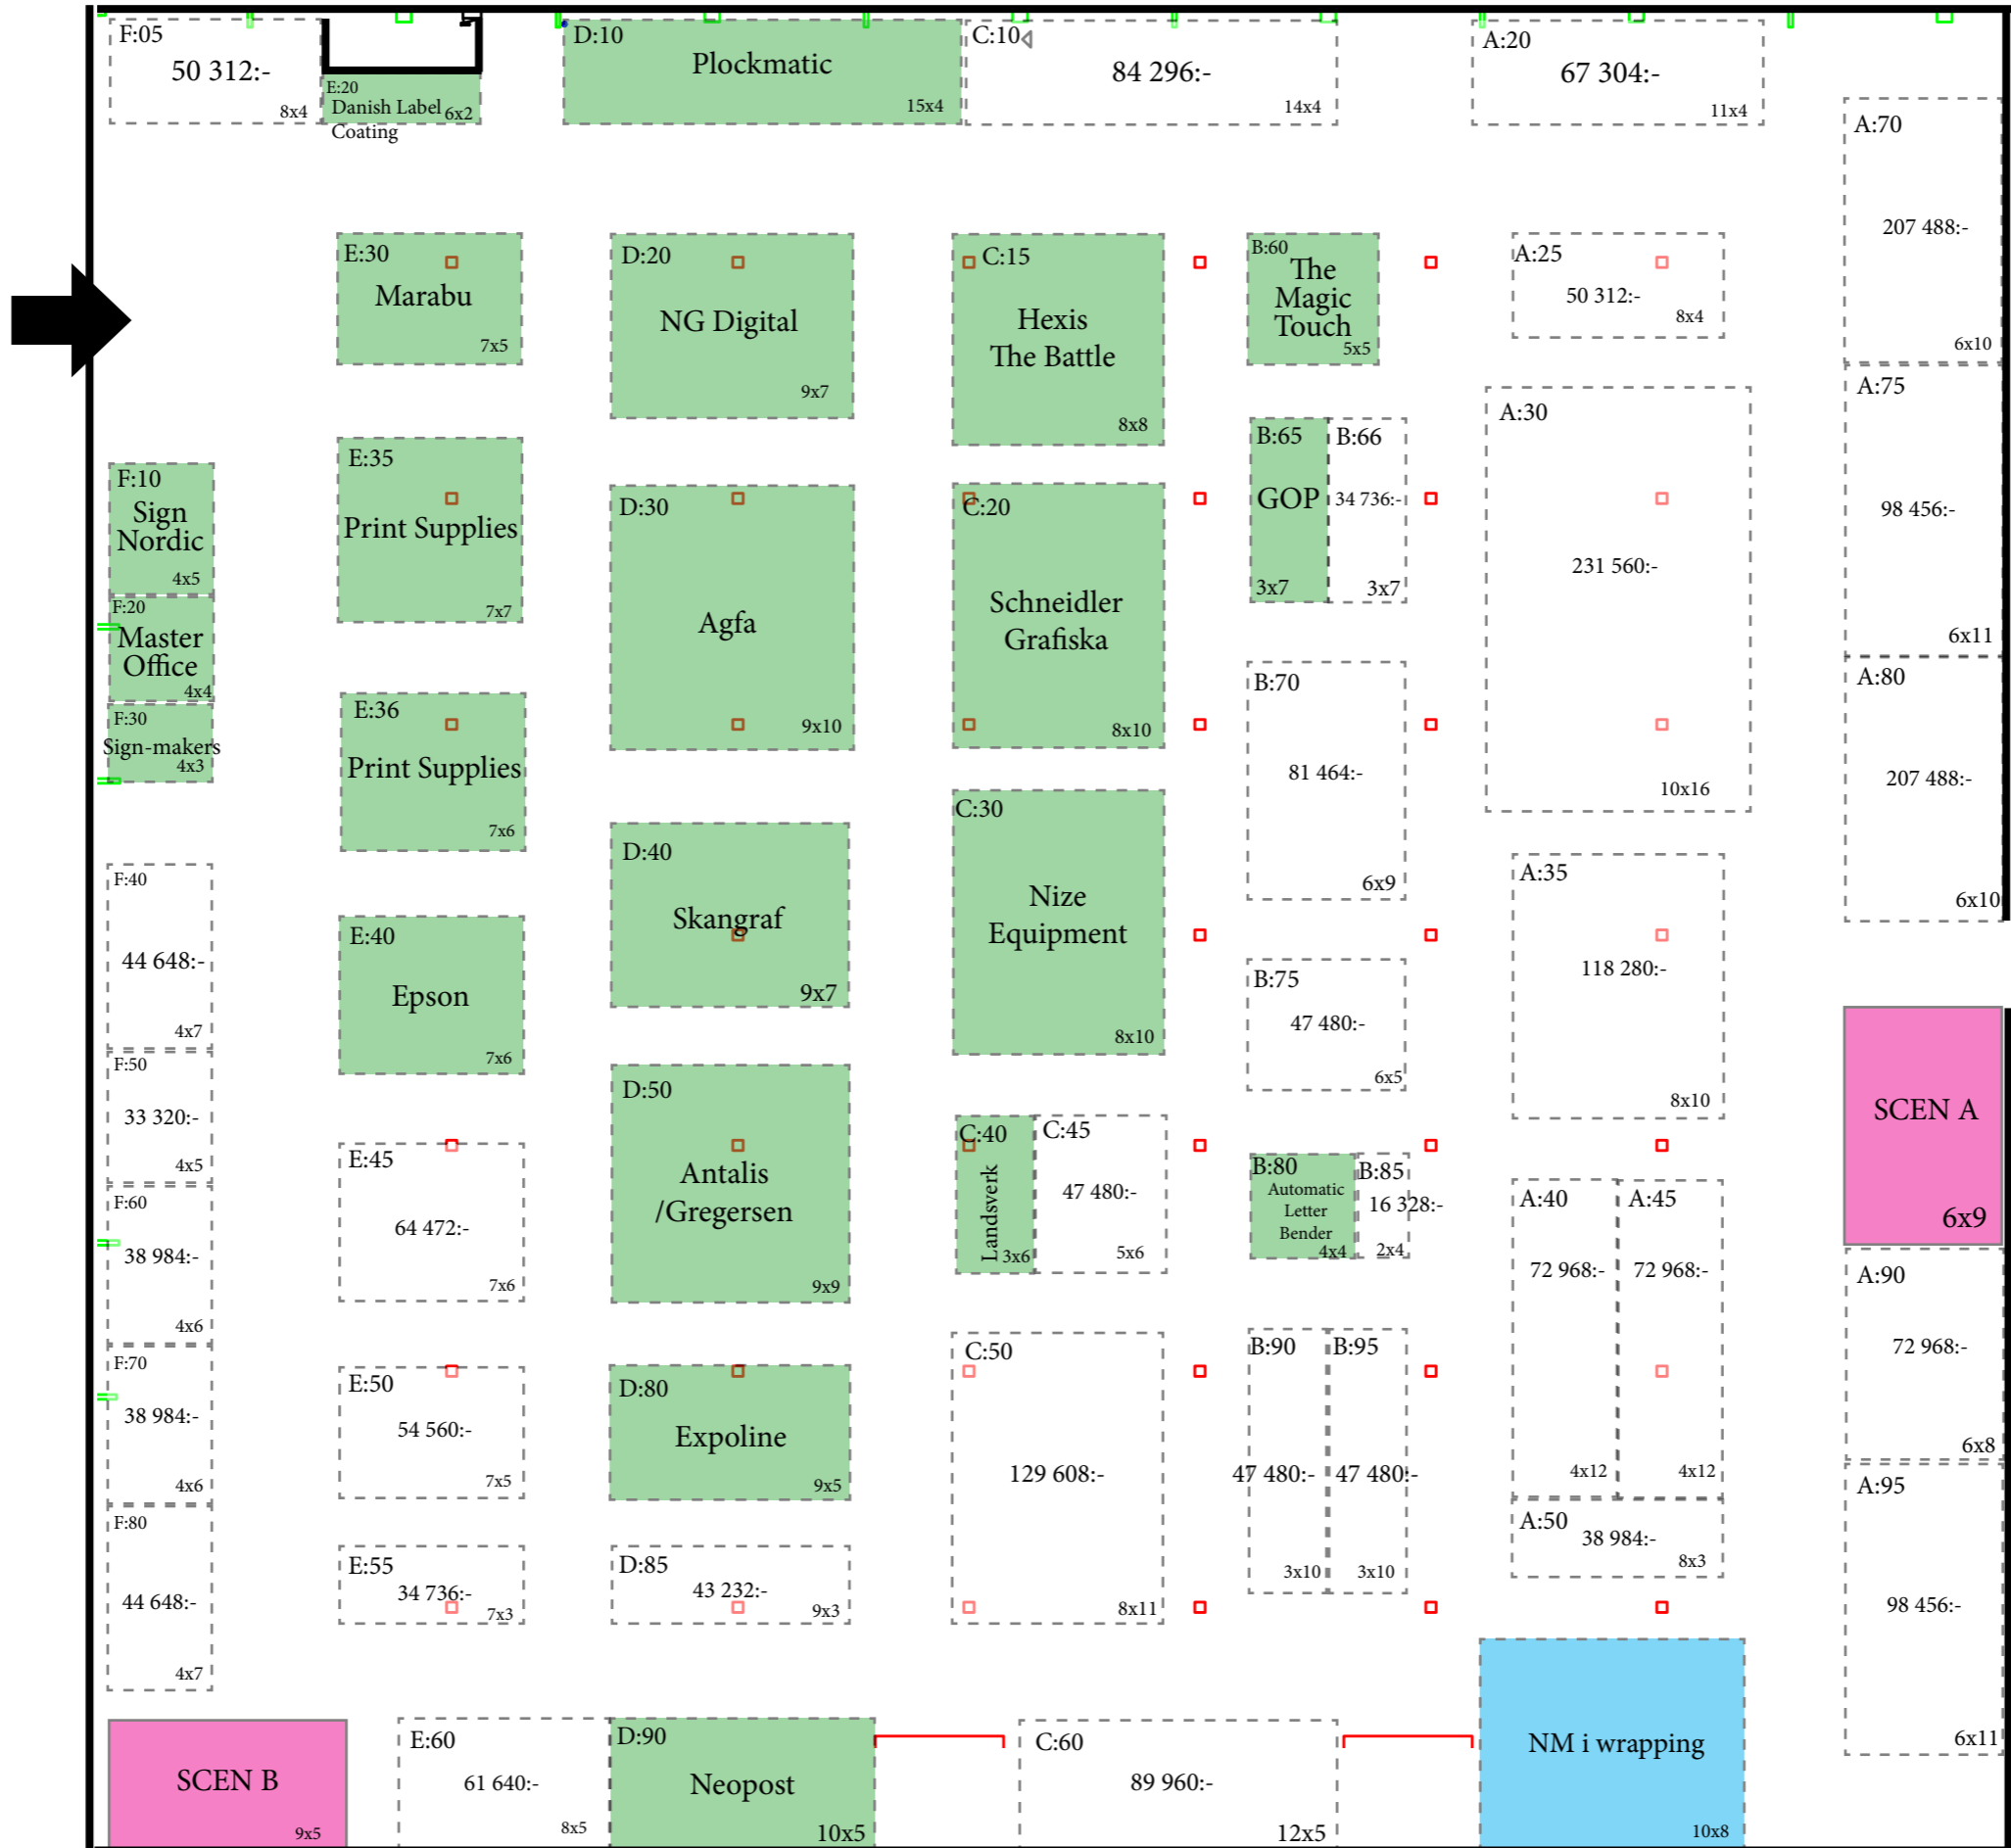 F:05
50 312:-
8x4
E:20
Danish Label
6x2
Coating
D:10
Plockmatic
15x4
C:10
84 296:-
14x4
A:20
67 304:-
11x4
A:70
207 488:-
6x10
E:30
Marabu
7x5
D:20
NG Digital
9x7
C:15
Hexis
The Battle
8x8
B:60
The
Magic
Touch
5x5
A:25
50 312:-
8x4
A:75
98 456:-
6x11
F:10
Sign
Nordic
4x5
E:35
Print Supplies
7x7
D:30
Agfa
9x10
C:20
Schneidler
Grafiska
8x10
B:65
GOP
3x7
B:66
34 736:-
3x7
A:30
231 560:-
10x16
F:20
Master
Office
4x4
F:30
Sign-makers
4x3
E:36
Print Supplies
7x6
B:70
81 464:-
6x9
A:80
207 488:-
6x10
F:40
44 648:-
4x7
E:40
Epson
7x6
D:40
Skangraf
9x7
C:30
Nize
Equipment
8x10
B:75
47 480:-
6x5
A:35
118 280:-
8x10
SCEN A
6x9
F:50
33 320:-
4x5
E:45
64 472:-
7x6
D:50
Antalis
/Gregersen
9x9
C:40
Landsverk
3x6
C:45
47 480:-
5x6
B:80
Automatic
Letter
Bender
4x4
B:85
16 328:-
2x4
A:40
72 968:-
4x12
A:45
72 968:-
4x12
F:60
38 984:-
4x6
A:90
72 968:-
6x8
F:70
38 984:-
4x6
E:50
54 560:-
7x5
D:80
Expoline
9x5
C:50
129 608:-
8x11
B:90
47 480:-
3x10
B:95
47 480:-
3x10
A:50
38 984:-
8x3
A:95
98 456:-
6x11
F:80
44 648:-
4x7
E:55
34 736:-
7x3
D:85
43 232:-
9x3
SCEN B
9x5
E:60
61 640:-
8x5
D:90
Neopost
10x5
C:60
89 960:-
12x5
NM i wrapping
10x8